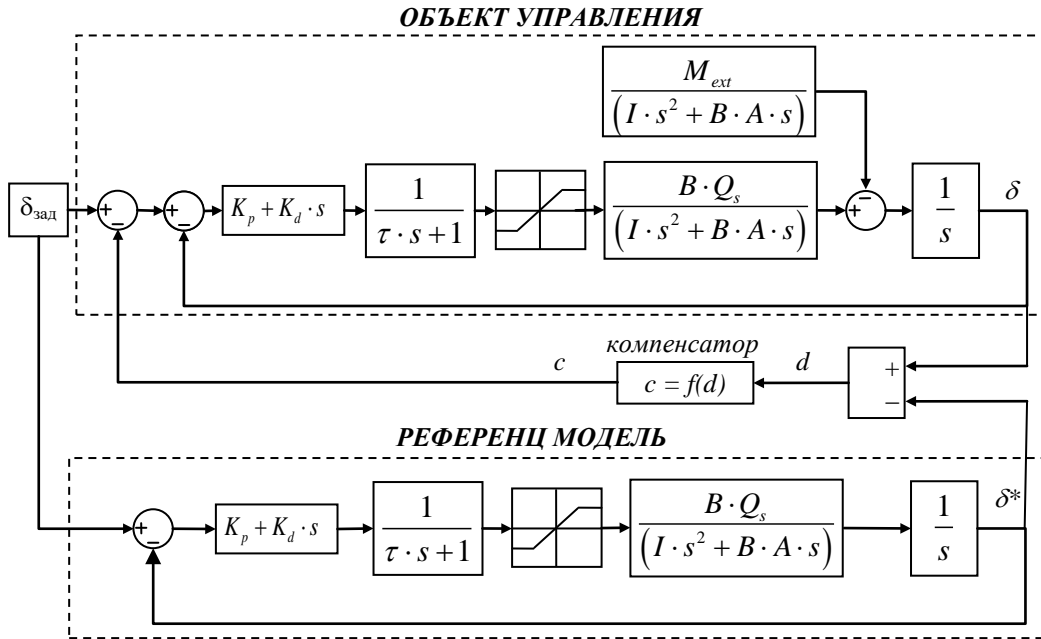 ОБЪЕКТ УПРАВЛЕНИЯ
M_ext
(I · s² + B · A · s)
δ_зад
+
−
+
−
K_p + K_d · s
1
τ · s + 1
B · Q_s
(I · s² + B · A · s)
+
−
1
s
δ
компенсатор
c
c = f(d)
d
+
−
РЕФЕРЕНЦ МОДЕЛЬ
+
−
K_p + K_d · s
1
τ · s + 1
B · Q_s
(I · s² + B · A · s)
1
s
δ*